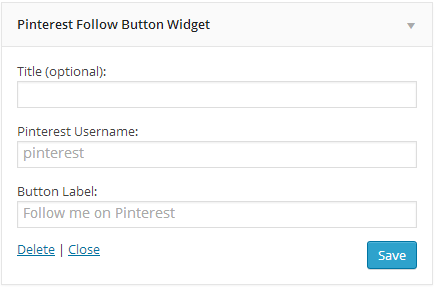 Pinterest Follow Button Widget
Title (optional):
Pinterest Username:
pinterest
Button Label:
Follow me on Pinterest
Delete | Close
Save